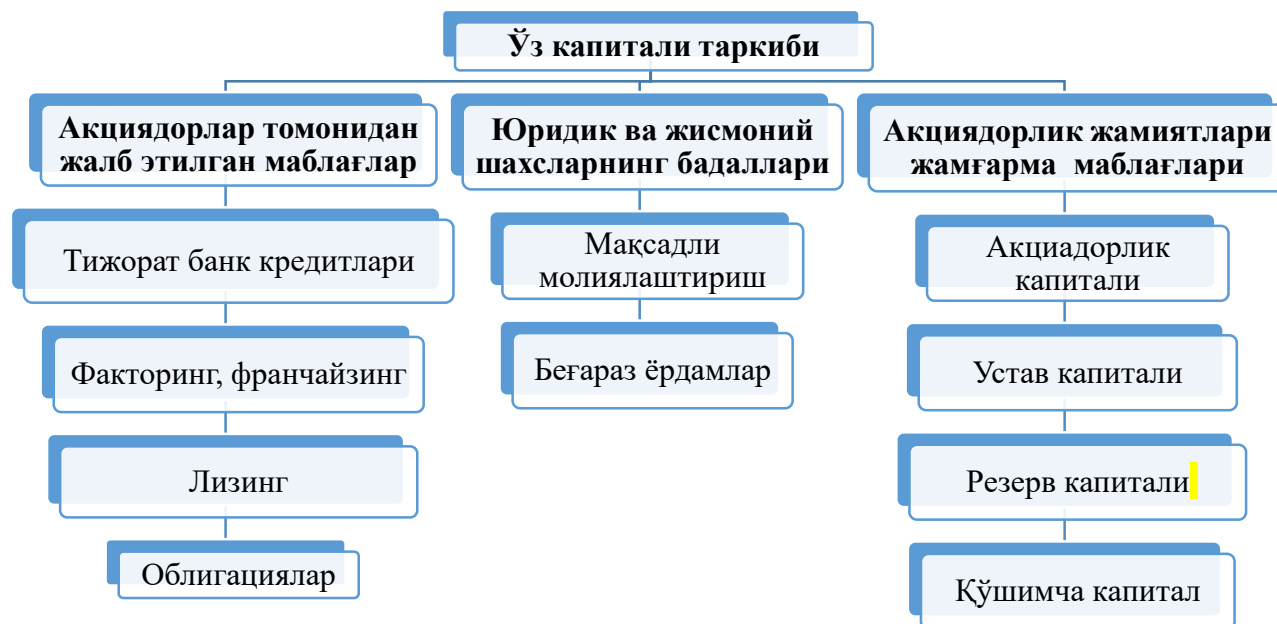 Ўз капитали таркиби
Акциядорлар томонидан
жалб этилган маблағлар
Тижорат банк кредитлари
Факторинг, франчайзинг
Лизинг
Облигациялар
Юридик ва жисмоний
шахсларнинг бадаллари
Мақсадли
молиялаштириш
Беғараз ёрдамлар
Акциядорлик жамиятлари
жамғарма маблағлари
Акциадорлик
капитали
Устав капитали
Резерв капитали
Қўшимча капитал